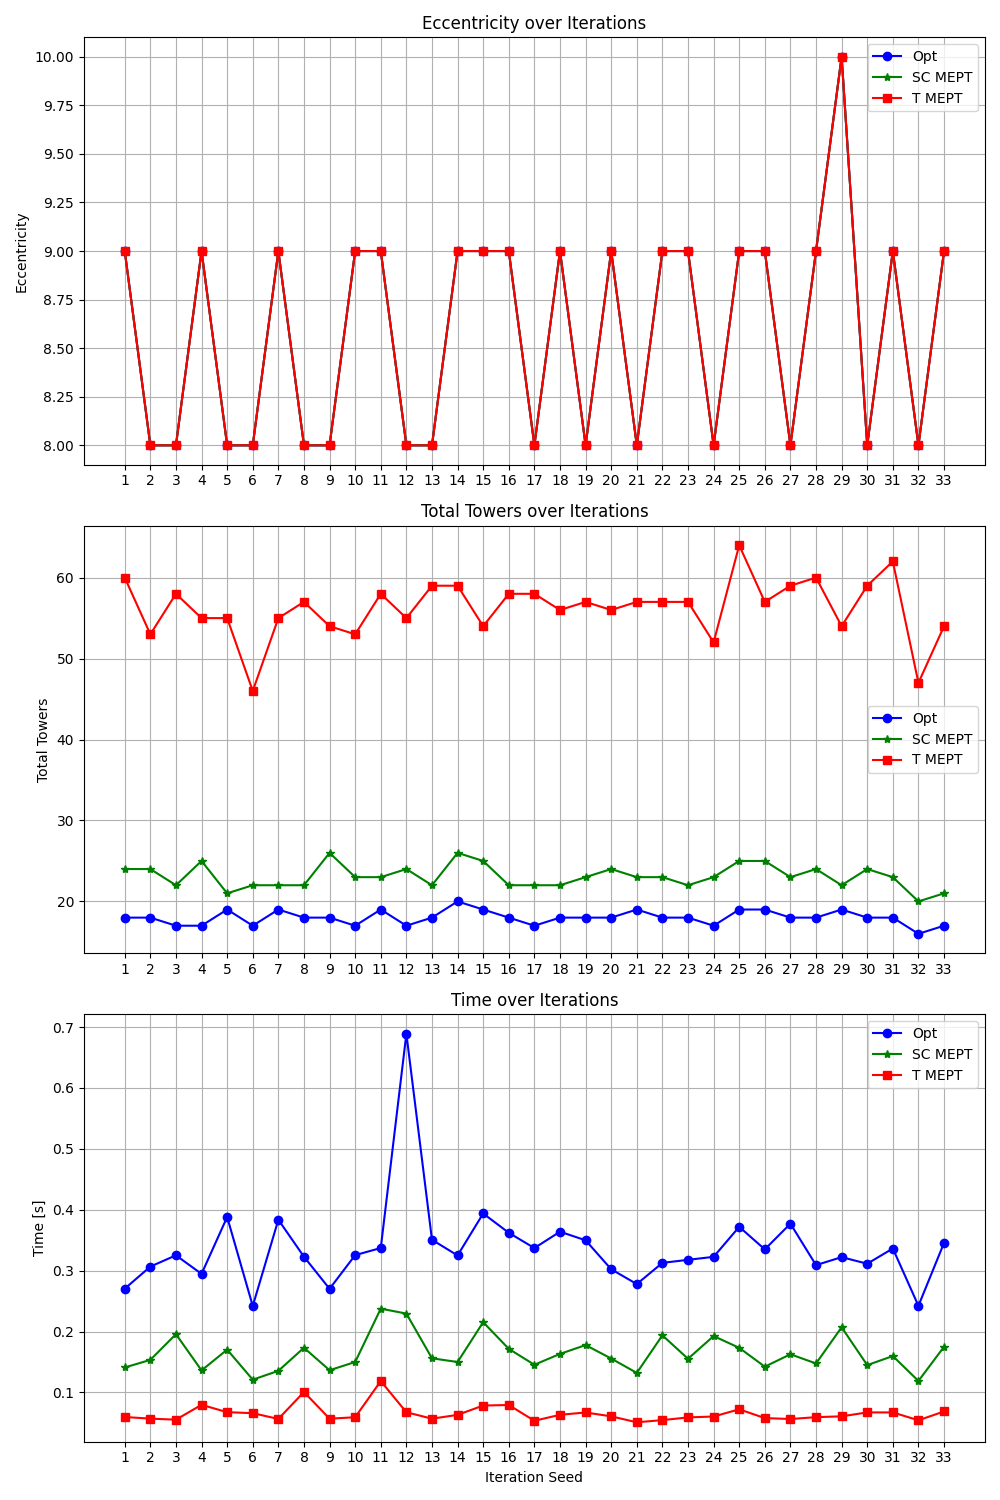 Eccentricity over Iterations
10.00
9.75
9.50
9.25
9.00
8.75
8.50
8.25
8.00
Eccentricity
Opt
SC MEPT
T MEPT
1 2 3 4 5 6 7 8 9 10 11 12 13 14 15 16 17 18 19 20 21 22 23 24 25 26 27 28 29 30 31 32 33
Total Towers over Iterations
60
50
40
30
20
Total Towers
Opt
SC MEPT
T MEPT
1 2 3 4 5 6 7 8 9 10 11 12 13 14 15 16 17 18 19 20 21 22 23 24 25 26 27 28 29 30 31 32 33
Time over Iterations
0.7
0.6
0.5
0.4
0.3
0.2
0.1
Time [s]
Opt
SC MEPT
T MEPT
1 2 3 4 5 6 7 8 9 10 11 12 13 14 15 16 17 18 19 20 21 22 23 24 25 26 27 28 29 30 31 32 33
Iteration Seed